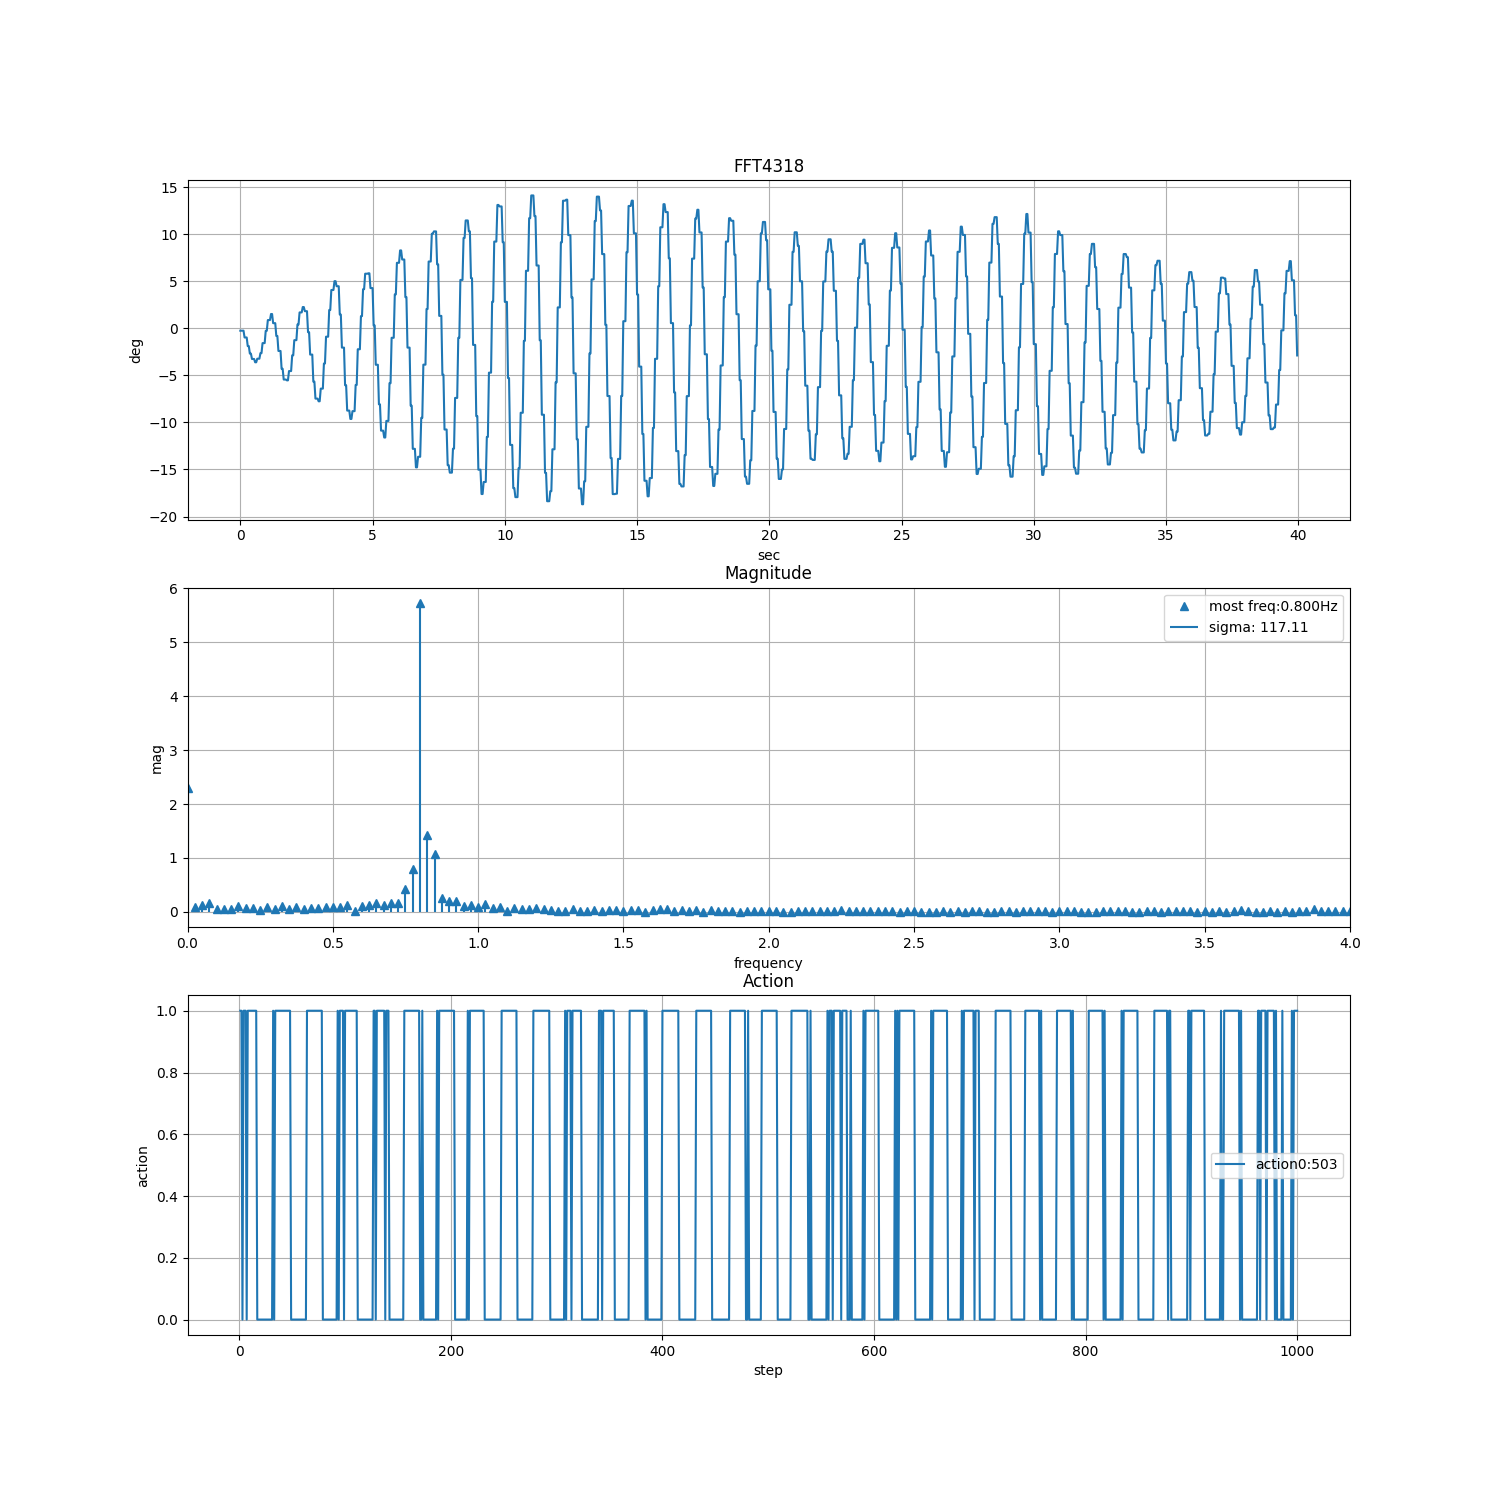 FFT4318
15
10
5
0
−5
−10
−15
−20
deg
0 5 10 15 20 25 30 35 40
sec
Magnitude
6
5
4
3
2
1
0
mag
most freq:0.800Hz
sigma: 117.11
0.0 0.5 1.0 1.5 2.0 2.5 3.0 3.5 4.0
frequency
Action
1.0
0.8
0.6
0.4
0.2
0.0
action
action0:503
0 200 400 600 800 1000
step